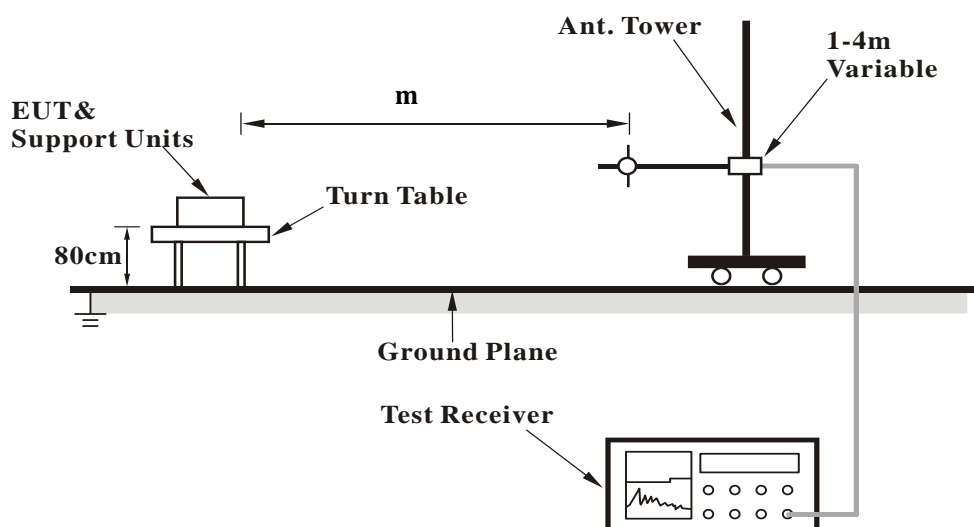 Ant. Tower
1-4m
Variable
m
EUT&
Support Units
Turn Table
80cm
Ground Plane
Test Receiver